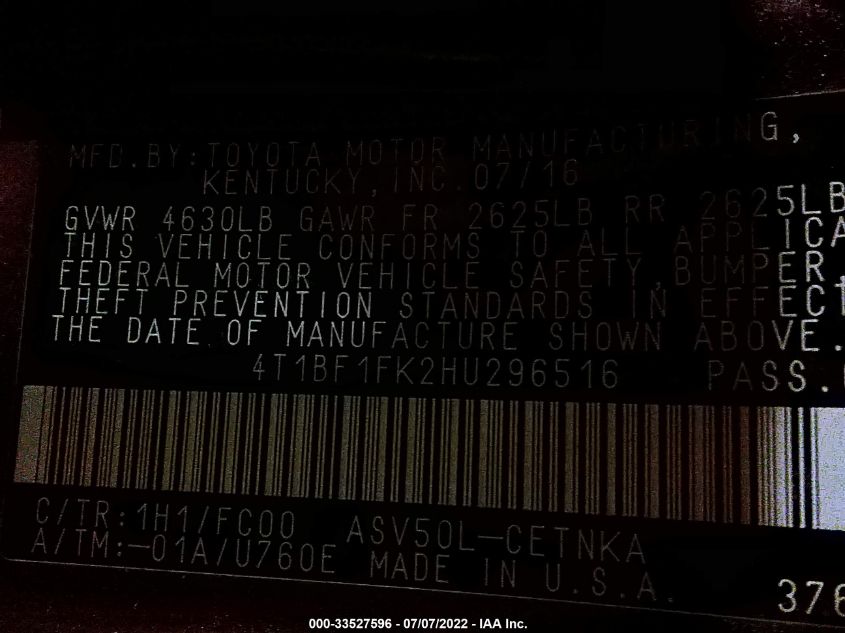 MFD.BY:TOYOTA MOTOR MANUFACTURING,
KENTUCKY,INC.07/16
GVWR 4630LB GAWR FR 2625LB RR 2625LB
THIS VEHICLE CONFORMS TO ALL APPLICA
FEDERAL MOTOR VEHICLE SAFETY,BUMPER,
THEFT PREVENTION STANDARDS IN EFFECT
THE DATE OF MANUFACTURE SHOWN ABOVE.
4T1BF1FK2HU296516 PASS.
C/TR:1H1/FC00 ASV50L-CETNKA
A/TM:-01A/U760E MADE IN U.S.A.
376
000-33527596 - 07/07/2022 - IAA Inc.